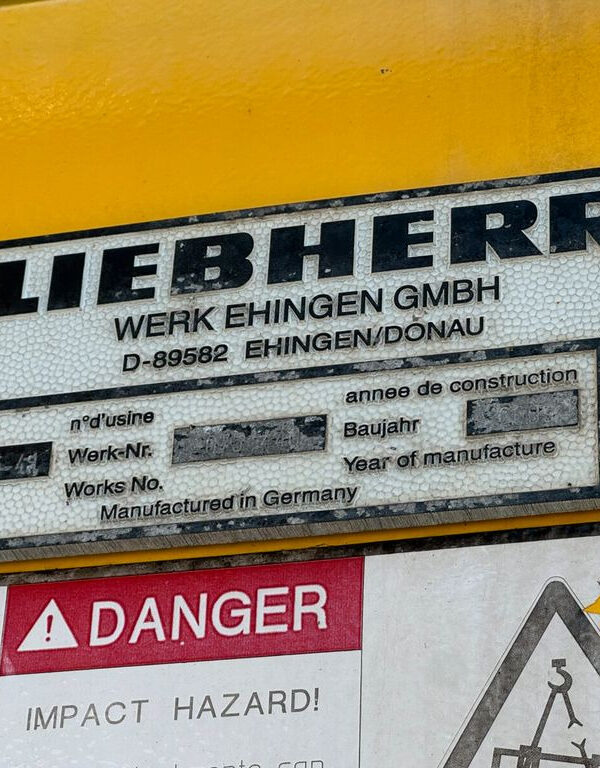 LIEBHERR
WERK EHINGEN GMBH
D-89582 EHINGEN/DONAU
n°d'usine
Werk-Nr.
Works No.
annee de construction
Baujahr
Year of manufacture
Manufactured in Germany
DANGER
IMPACT HAZARD!
can